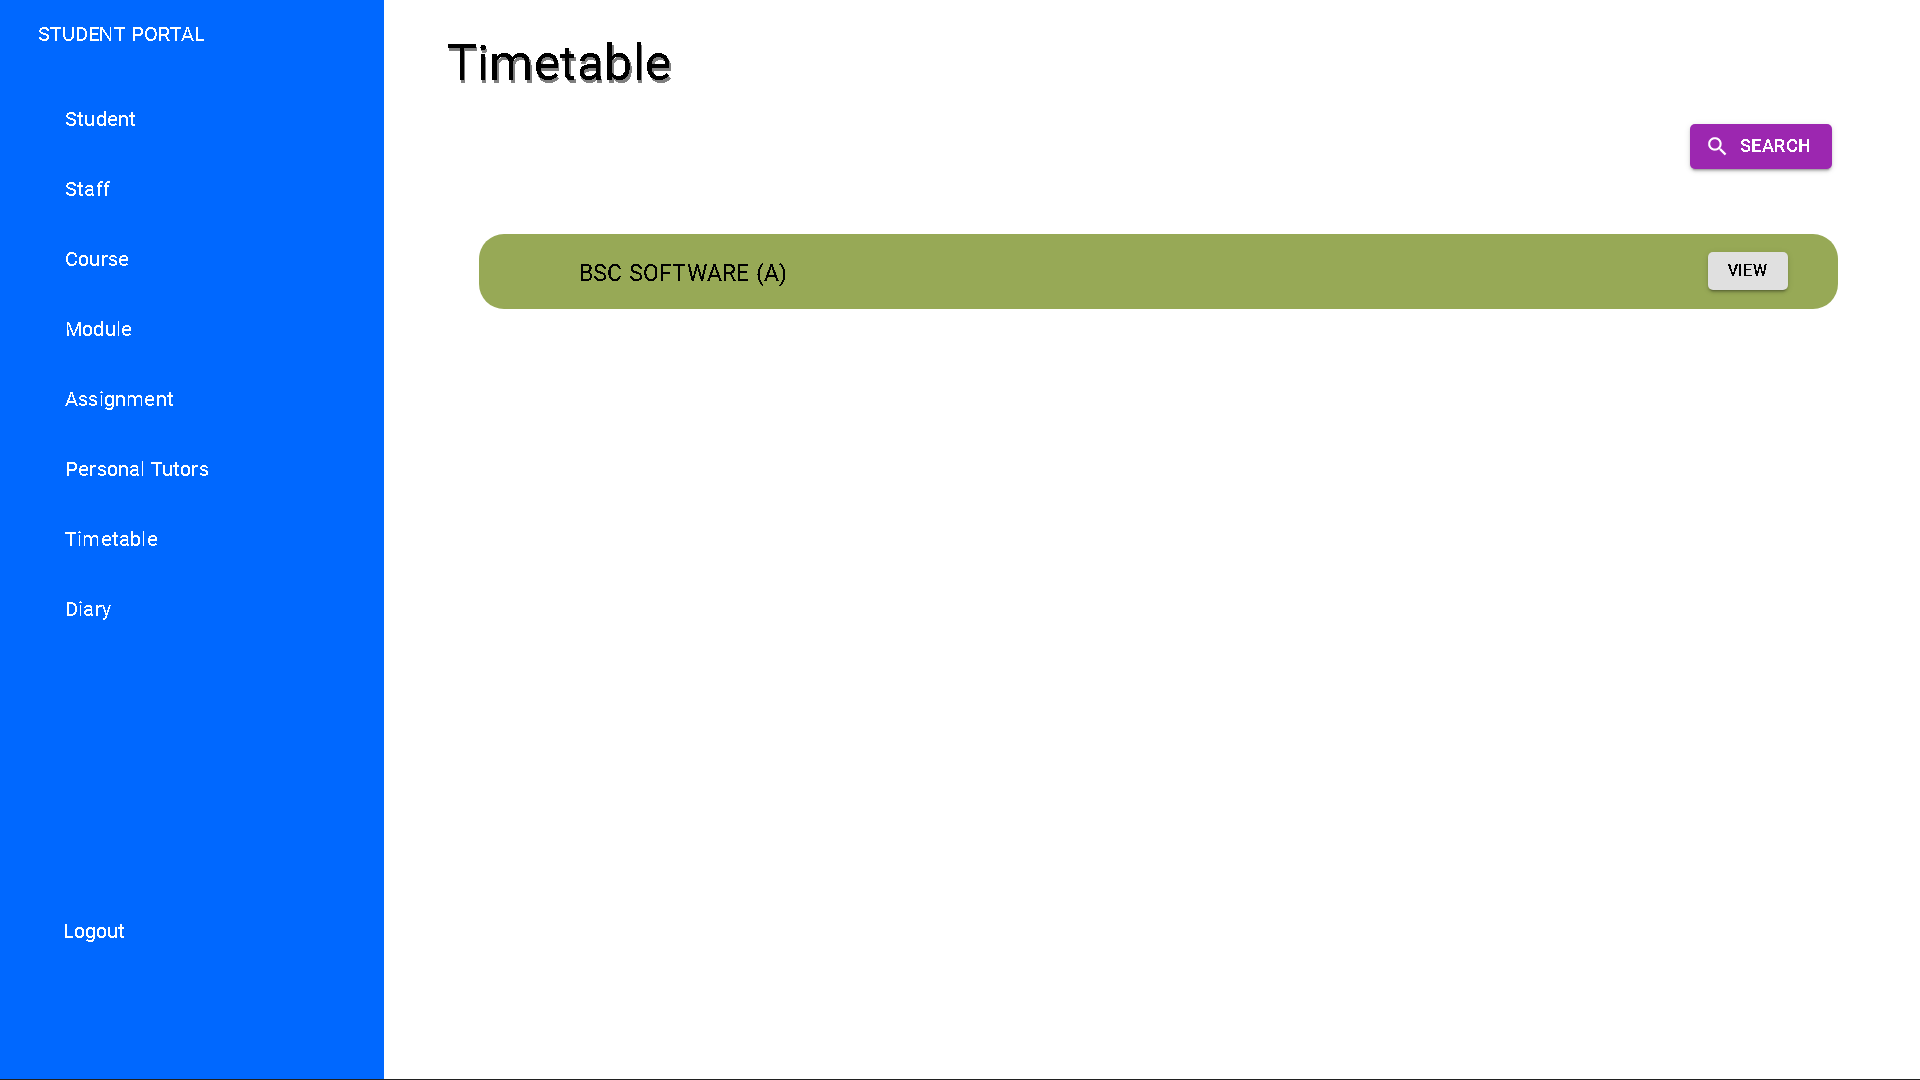 STUDENT PORTAL
Student
Staff
Course
Module
Assignment
Personal Tutors
Timetable
Diary
Logout
Timetable
SEARCH
BSC SOFTWARE (A)
VIEW